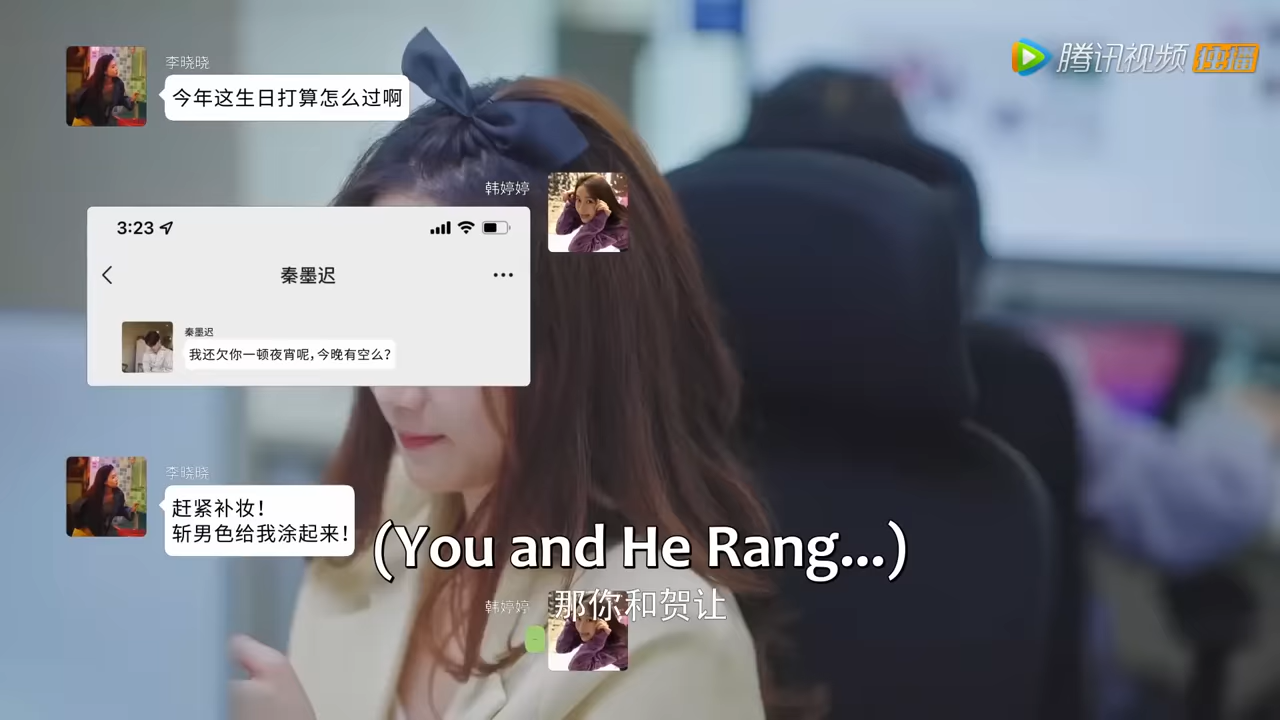 李晓晓
今年这生日打算怎么过啊
腾讯视频 独播
韩婷婷
3:23
秦墨迟
秦墨迟
我还欠你一顿夜宵呢,今晚有空么?
李晓晓
赶紧补妆!
斩男色给我涂起来!
(You and He Rang...)
韩婷婷
那你和贺让